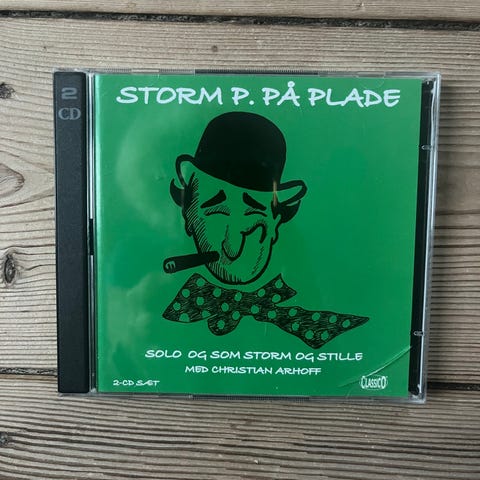 2
CD
STORM P. PÅ PLADE
SOLO OG SOM STORM OG STILLE
MED CHRISTIAN ARHOFF
2-CD SÆT
CLASSICO